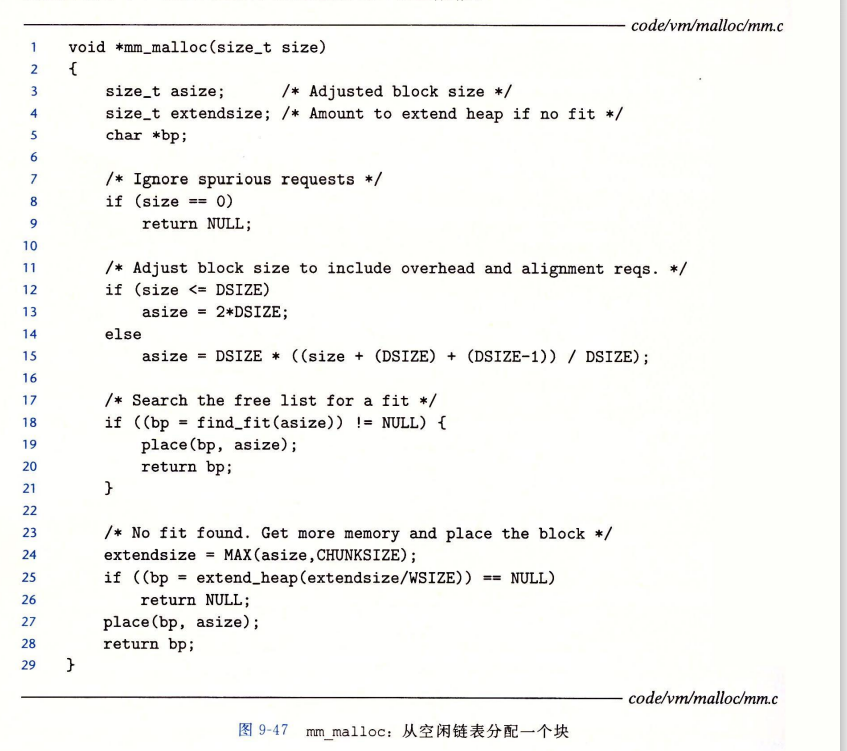 code/vm/malloc/mm.c
1 void *mm_malloc(size_t size)
2 {
3 size_t asize; /* Adjusted block size */
4 size_t extendsize; /* Amount to extend heap if no fit */
5 char *bp;
6
7 /* Ignore spurious requests */
8 if (size == 0)
9 return NULL;
10
11 /* Adjust block size to include overhead and alignment reqs. */
12 if (size <= DSIZE)
13 asize = 2*DSIZE;
14 else
15 asize = DSIZE * ((size + (DSIZE) + (DSIZE-1)) / DSIZE);
16
17 /* Search the free list for a fit */
18 if ((bp = find_fit(asize)) != NULL) {
19 place(bp, asize);
20 return bp;
21 }
22
23 /* No fit found. Get more memory and place the block */
24 extendsize = MAX(asize,CHUNKSIZE);
25 if ((bp = extend_heap(extendsize/WSIZE)) == NULL)
26 return NULL;
27 place(bp, asize);
28 return bp;
29 }
code/vm/malloc/mm.c
图 9-47 mm_malloc：从空闲链表分配一个块